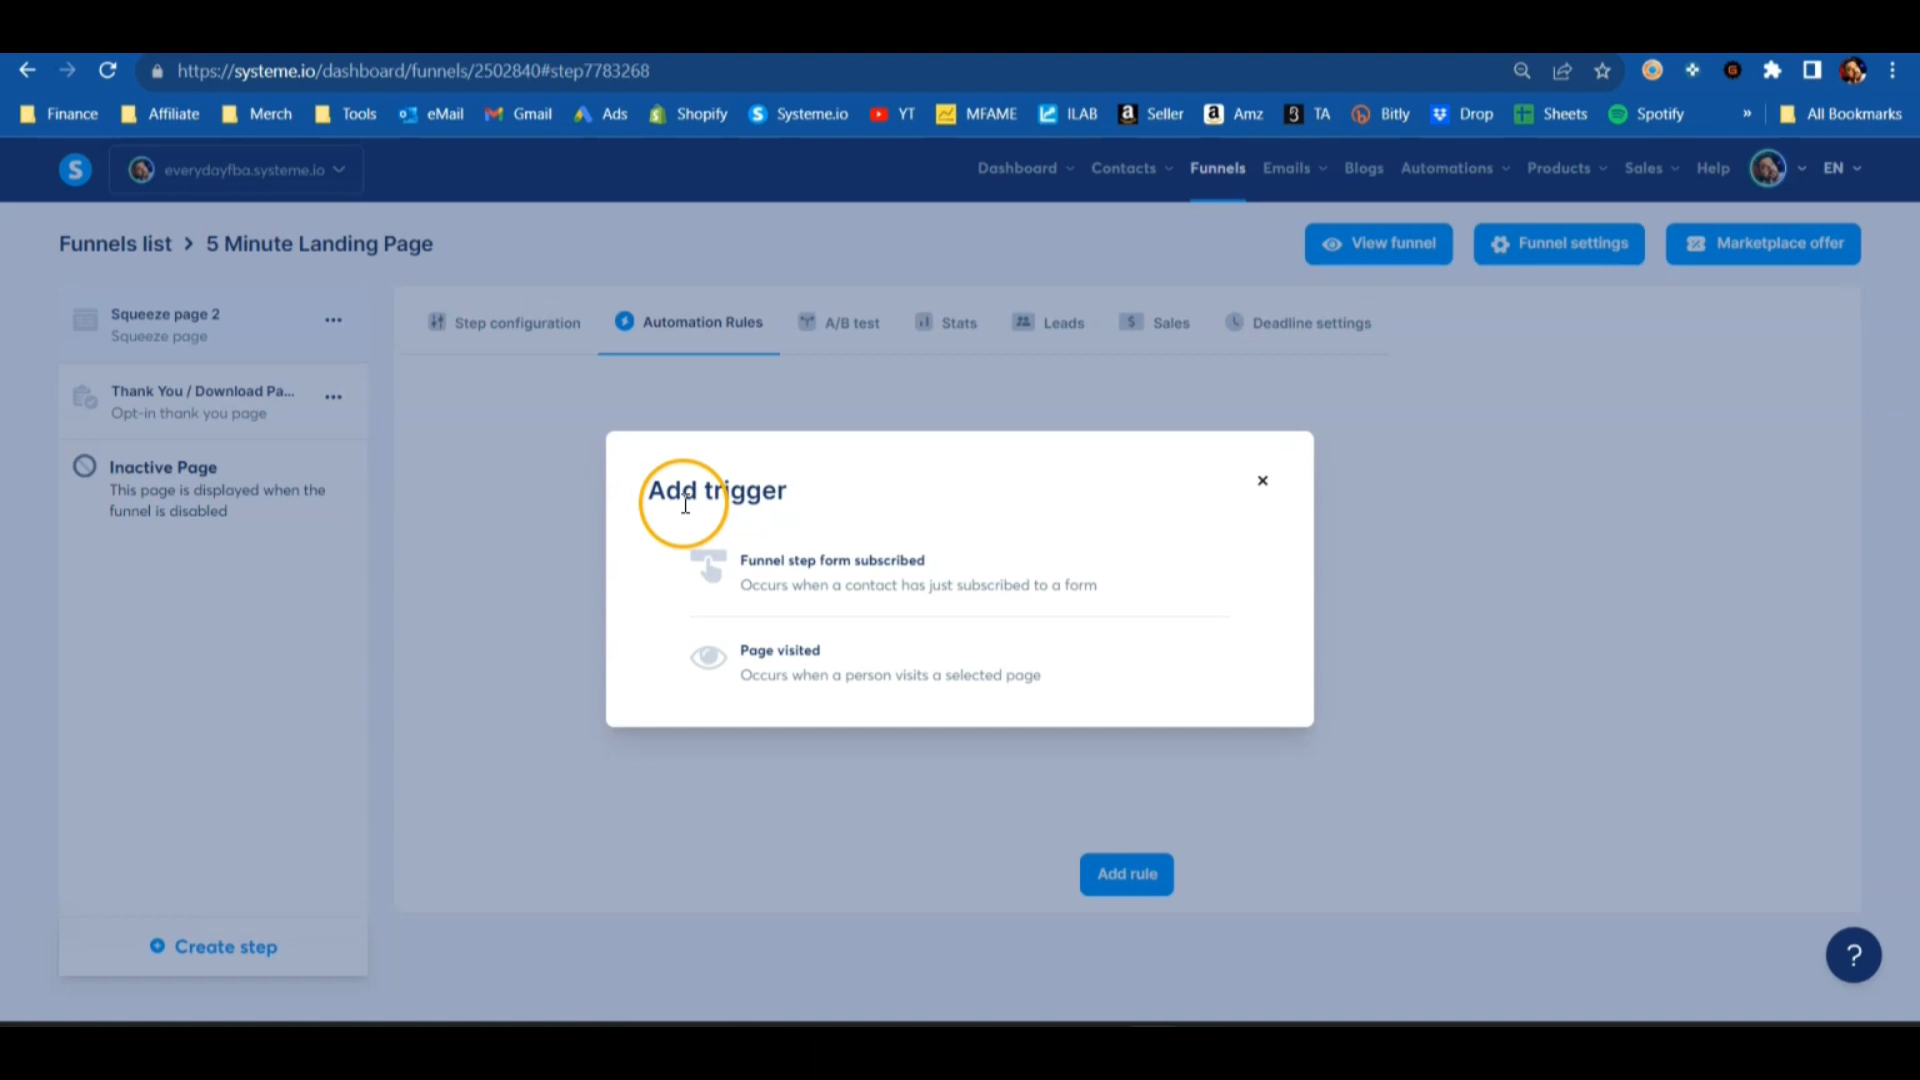 https://systeme.io/dashboard/funnels/2502840#step7783268
Finance Affiliate Merch Tools eMail Gmail Ads Shopify Systeme.io YT MFAME ILAB Seller Amz TA Bitly Drop Sheets Spotify » All Bookmarks
S everydayfba.systeme.io Dashboard Contacts Funnels Emails Blogs Automations Products Sales Help EN
Funnels list > 5 Minute Landing Page View funnel Funnel settings Marketplace offer
Squeeze page 2
Squeeze page
Step configuration Automation Rules A/B test Stats Leads Sales Deadline settings
Thank You / Download Pa...
Opt-in thank you page
Inactive Page
This page is displayed when the
funnel is disabled
Add trigger
Funnel step form subscribed
Occurs when a contact has just subscribed to a form
Page visited
Occurs when a person visits a selected page
Add rule
Create step
?